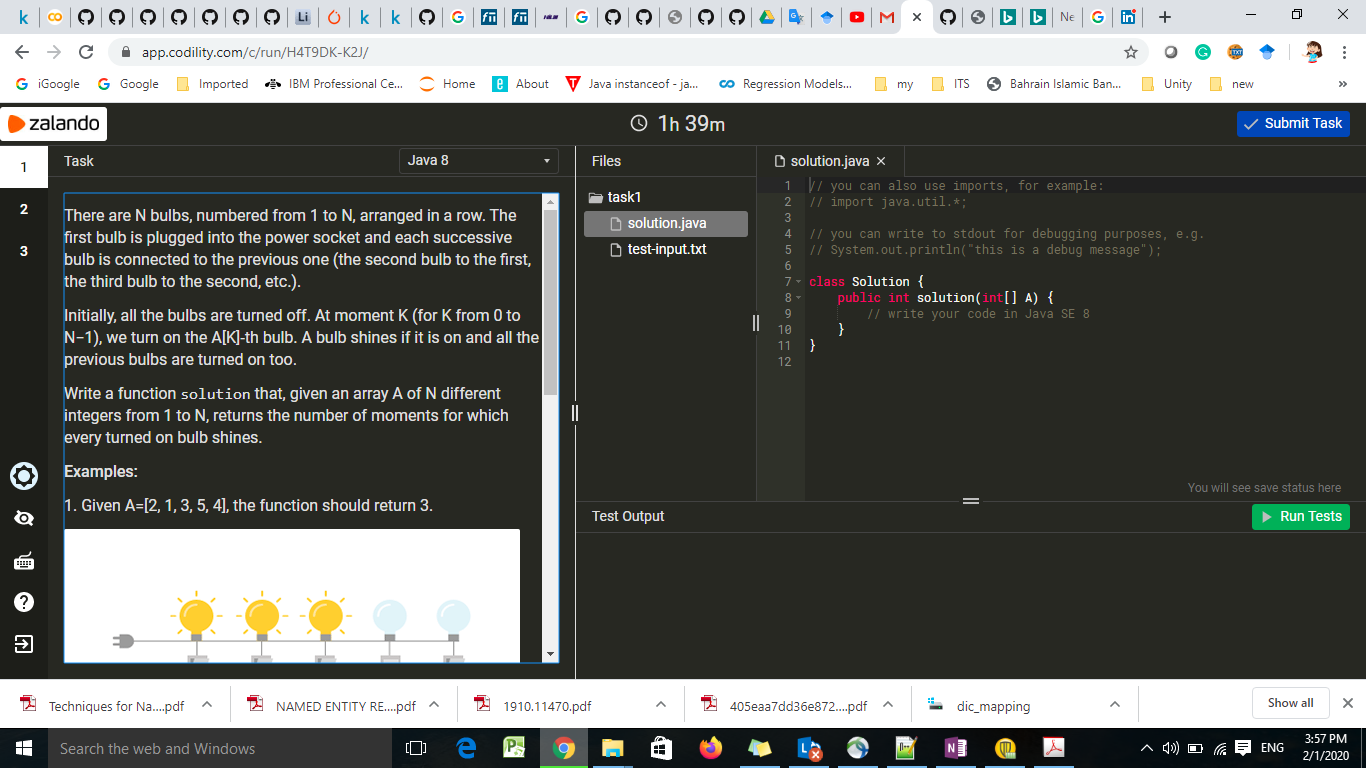 app.codility.com/c/run/H4T9DK-K2J/
iGoogle
Google
Imported
IBM Professional Ce...
Home
About
Java instanceof - ja...
Regression Models...
my
ITS
Bahrain Islamic Ban...
Unity
new
»
zalando
1h 39m
Submit Task
1
2
3
Task
Java 8
There are N bulbs, numbered from 1 to N, arranged in a row. The
first bulb is plugged into the power socket and each successive
bulb is connected to the previous one (the second bulb to the first,
the third bulb to the second, etc.).
Initially, all the bulbs are turned off. At moment K (for K from 0 to
N−1), we turn on the A[K]-th bulb. A bulb shines if it is on and all the
previous bulbs are turned on too.
Write a function solution that, given an array A of N different
integers from 1 to N, returns the number of moments for which
every turned on bulb shines.
Examples:
1. Given A=[2, 1, 3, 5, 4], the function should return 3.
Files
task1
solution.java
test-input.txt
solution.java
1 // you can also use imports, for example:
2 // import java.util.*;
3
4 // you can write to stdout for debugging purposes, e.g.
5 // System.out.println("this is a debug message");
6
7 class Solution {
8 public int solution(int[] A) {
9 // write your code in Java SE 8
10 }
11 }
12
You will see save status here
Test Output
Run Tests
Techniques for Na....pdf
NAMED ENTITY RE....pdf
1910.11470.pdf
405eaa7dd36e872....pdf
dic_mapping
Show all
Search the web and Windows
ENG
3:57 PM
2/1/2020